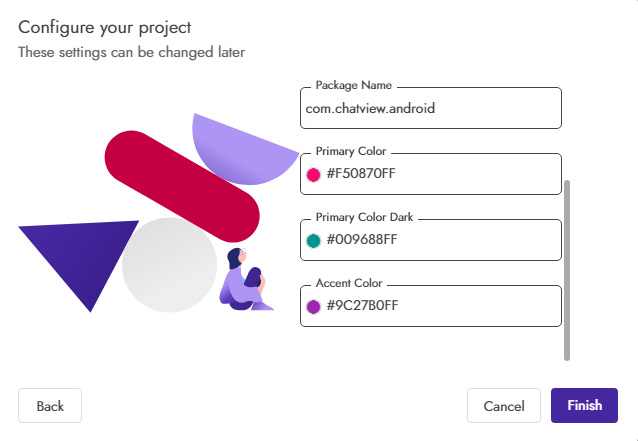 Configure your project
These settings can be changed later
Package Name
com.chatview.android
Primary Color
#F50870FF
Primary Color Dark
#009688FF
Accent Color
#9C27B0FF
Back
Cancel
Finish